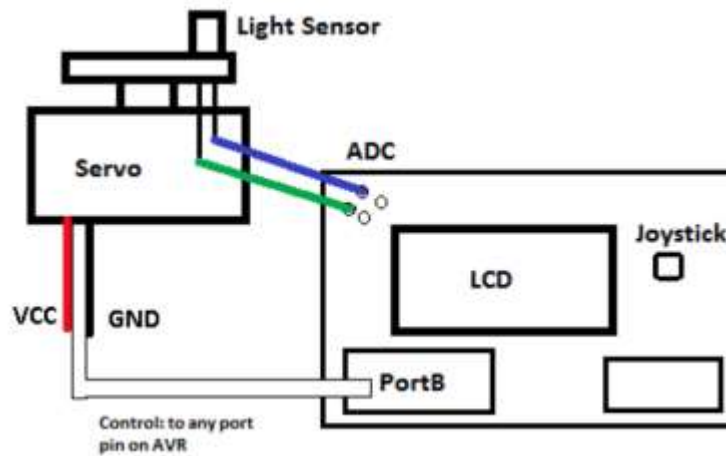 Light Sensor
ADC
Servo
Joystick
LCD
VCC
GND
PortB
Control: to any port
pin on AVR